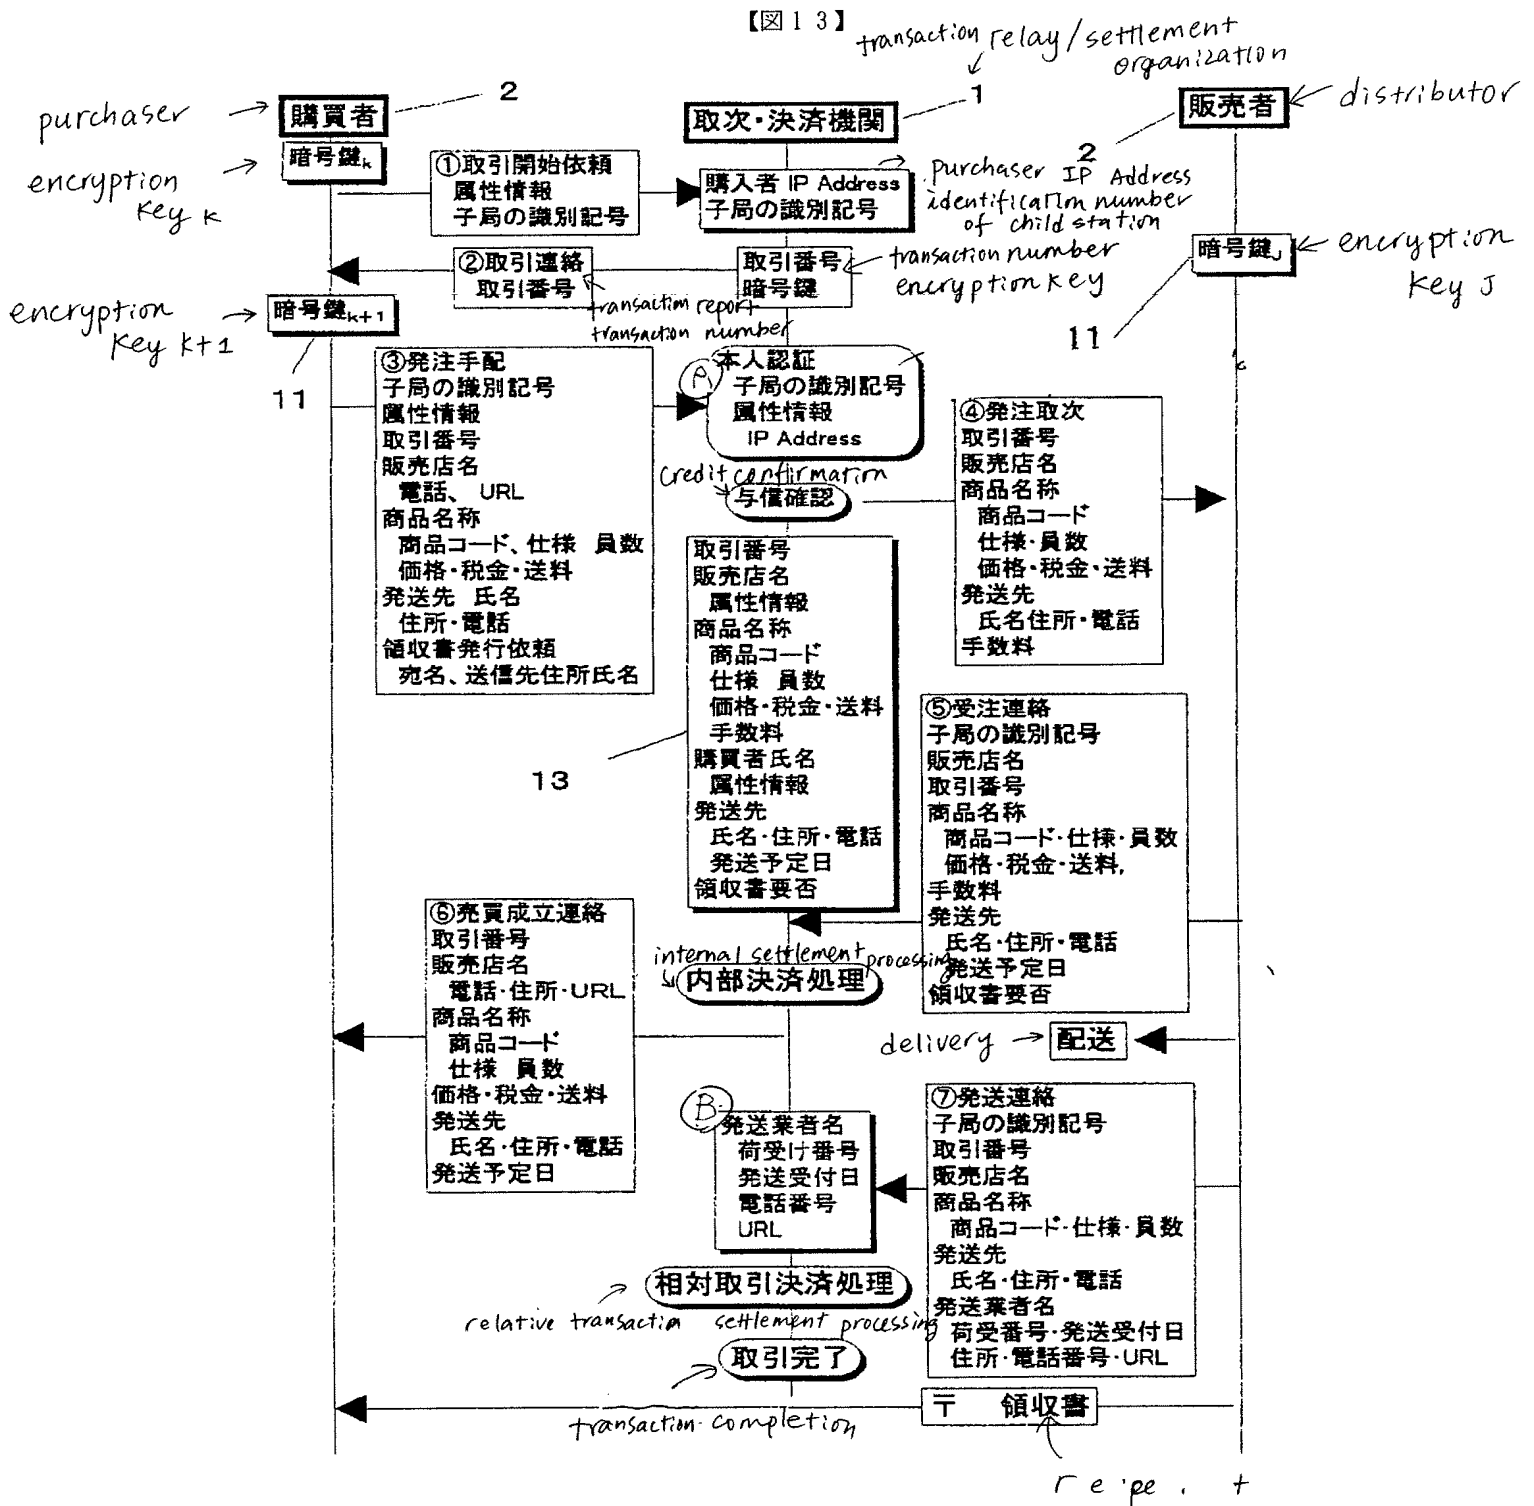 【図１３】
transaction relay/settlement
organization
purchaser
購買者
2
取次・決済機関
1
販売者
distributor
2
暗号鍵k
encryption
Key K
①取引開始依頼
属性情報
子局の識別記号
購入者 IP Address
子局の識別記号
purchaser IP Address
identification number
of child station
暗号鍵J
encryption
Key J
11
②取引連絡
取引番号
取引番号
暗号鍵
transaction number
encryption key
transaction report
transaction number
暗号鍵k+1
encryption
Key k+1
11
③発注手配
子局の識別記号
属性情報
取引番号
販売店名
電話、URL
商品名称
商品コード、仕様 員数
価格・税金・送料
発送先 氏名
住所・電話
領収書発行依頼
宛名、送信先住所氏名
A
本人認証
子局の識別記号
属性情報
IP Address
credit confirmation
与信確認
④発注取次
取引番号
販売店名
商品名称
商品コード
仕様・員数
価格・税金・送料
発送先
氏名住所・電話
手数料
取引番号
販売店名
属性情報
商品名称
商品コード
仕様 員数
価格・税金・送料
手数料
購買者氏名
属性情報
発送先
氏名・住所・電話
発送予定日
領収書要否
13
⑤受注連絡
子局の識別記号
販売店名
取引番号
商品名称
商品コード・仕様・員数
価格・税金・送料,
手数料
発送先
氏名・住所・電話
発送予定日
領収書要否
internal settlement processing
内部決済処理
⑥売買成立連絡
取引番号
販売店名
電話・住所・URL
商品名称
商品コード
仕様 員数
価格・税金・送料
発送先
氏名・住所・電話
発送予定日
delivery
配送
B
発送業者名
荷受け番号
発送受付日
電話番号
URL
⑦発送連絡
子局の識別記号
取引番号
販売店名
商品名称
商品コード・仕様・員数
発送先
氏名・住所・電話
発送業者名
荷受番号・発送受付日
住所・電話番号・URL
相対取引決済処理
relative transaction settlement processing
取引完了
transaction completion
〒 領収書